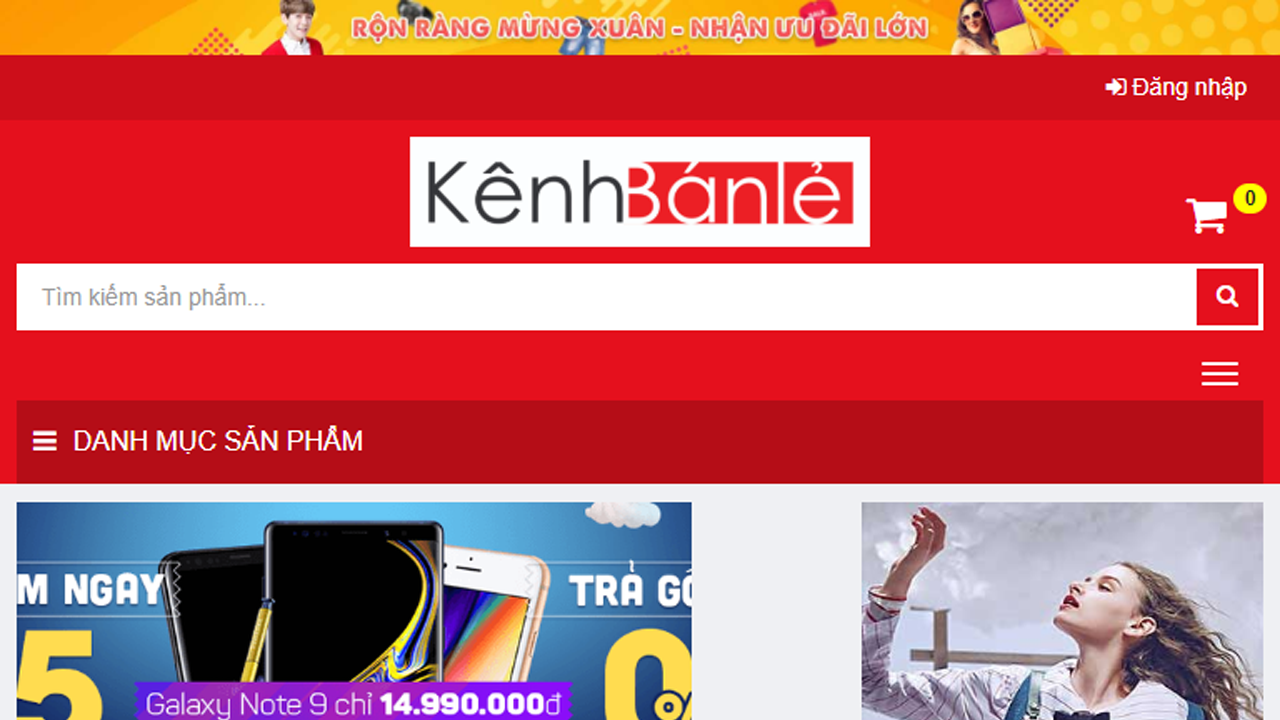 RỘN RÀNG MỪNG XUÂN - NHẬN ƯU ĐÃI LỚN
Đăng nhập
KênhBánlẻ
0
Tìm kiếm sản phẩm...
DANH MỤC SẢN PHẨM
M NGAY
TRẢ GÓ
5
0%
Galaxy Note 9 chỉ 14.990.000đ